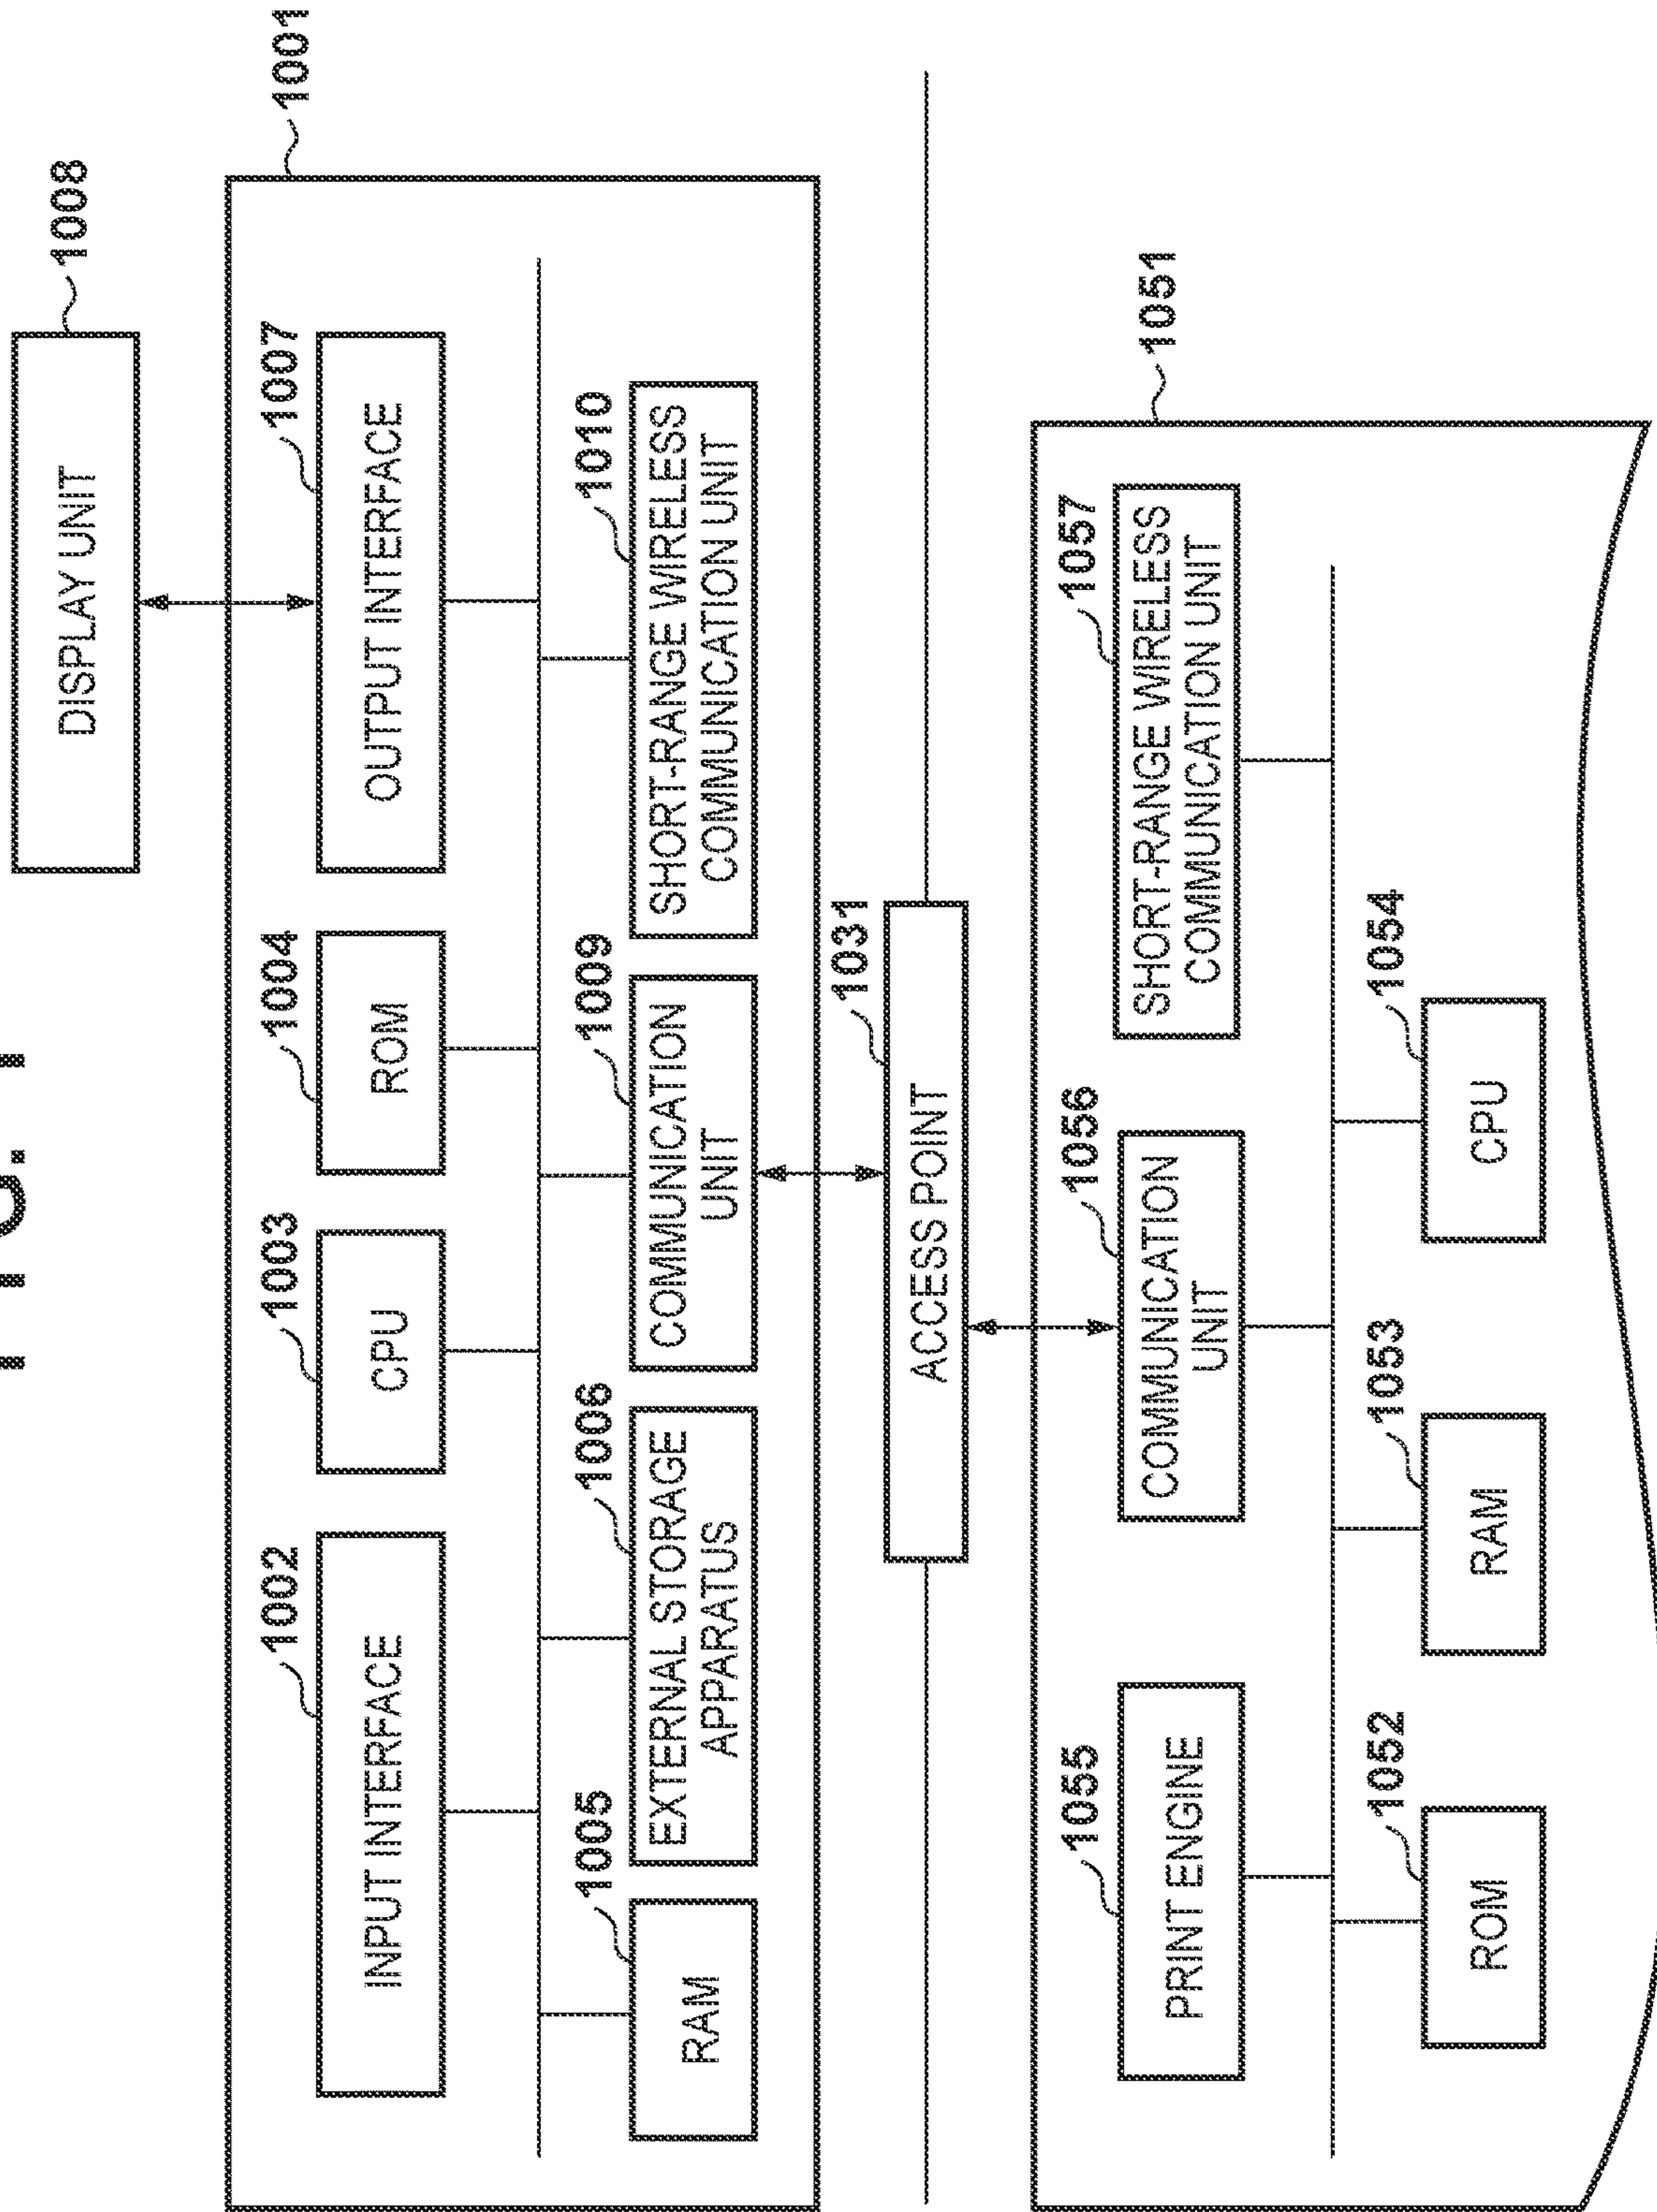 FIG. 1
DISPLAY UNIT
1008
1001
1002
1003
1004
1007
INPUT INTERFACE
CPU
ROM
OUTPUT INTERFACE
1005
1006
1009
1010
RAM
EXTERNAL STORAGE
APPARATUS
COMMUNICATION
UNIT
SHORT-RANGE WIRELESS
COMMUNICATION UNIT
1031
ACCESS POINT
1051
1055
1056
1057
PRINT ENGINE
COMMUNICATION
UNIT
SHORT-RANGE WIRELESS
COMMUNICATION UNIT
1052
1053
1054
ROM
RAM
CPU